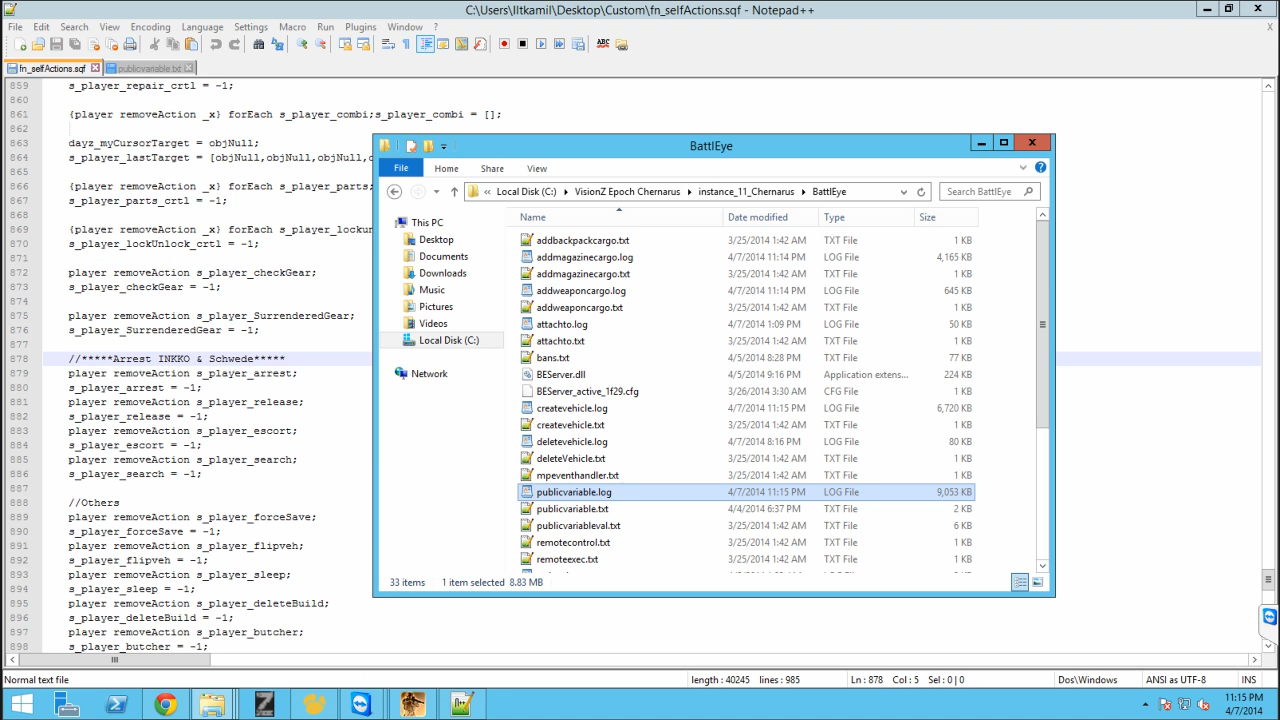 C:\Users\Iltkamil\Desktop\Custom\fn_selfActions.sqf - Notepad++
File Edit Search View Encoding Language Settings Macro Run Plugins Window ? X
fn_selfActions.sqf publicvariable.txt
859 s_player_repair_crtl = -1;
860
861 {player removeAction _x} forEach s_player_combi;s_player_combi = [];
862
863 dayz_myCursorTarget = objNull;
864 s_player_lastTarget = [objNull,objNull,objNull,o
865
866 {player removeAction _x} forEach s_player_parts;
867 s_player_parts_crtl = -1;
868
869 {player removeAction _x} forEach s_player_lockun
870 s_player_lockUnlock_crtl = -1;
871
872 player removeAction s_player_checkGear;
873 s_player_checkGear = -1;
874
875 player removeAction s_player_SurrenderedGear;
876 s_player_SurrenderedGear = -1;
877
878 //*****Arrest INKKO & Schwede*****
879 player removeAction s_player_arrest;
880 s_player_arrest = -1;
881 player removeAction s_player_release;
882 s_player_release = -1;
883 player removeAction s_player_escort;
884 s_player_escort = -1;
885 player removeAction s_player_search;
886 s_player_search = -1;
887
888 //Others
889 player removeAction s_player_forceSave;
890 s_player_forceSave = -1;
891 player removeAction s_player_flipveh;
892 s_player_flipveh = -1;
893 player removeAction s_player_sleep;
894 s_player_sleep = -1;
895 player removeAction s_player_deleteBuild;
896 s_player_deleteBuild = -1;
897 player removeAction s_player_butcher;
898 s_player_butcher = -1;
BattlEye
File Home Share View
Local Disk (C:) VisionZ Epoch Chernarus instance_11_Chernarus BattlEye Search BattlEye
This PC
Desktop
Documents
Downloads
Music
Pictures
Videos
Local Disk (C:)
Network
Name Date modified Type Size
addbackpackcargo.txt 3/25/2014 1:42 AM TXT File 1 KB
addmagazinecargo.log 4/7/2014 11:14 PM LOG File 4,165 KB
addmagazinecargo.txt 3/25/2014 1:42 AM TXT File 1 KB
addweaponcargo.log 4/7/2014 11:14 PM LOG File 645 KB
addweaponcargo.txt 3/25/2014 1:42 AM TXT File 1 KB
attachto.log 4/7/2014 1:09 PM LOG File 50 KB
attachto.txt 3/25/2014 1:42 AM TXT File 1 KB
bans.txt 4/5/2014 8:28 PM TXT File 77 KB
BEServer.dll 4/5/2014 9:16 PM Application extens... 224 KB
BEServer_active_1f29.cfg 3/26/2014 3:30 AM CFG File 1 KB
createvehicle.log 4/7/2014 11:15 PM LOG File 6,720 KB
createvehicle.txt 3/25/2014 1:42 AM TXT File 1 KB
deletevehicle.log 4/7/2014 8:16 PM LOG File 80 KB
deleteVehicle.txt 3/25/2014 1:42 AM TXT File 1 KB
mpeventhandler.txt 3/25/2014 1:42 AM TXT File 1 KB
publicvariable.log 4/7/2014 11:15 PM LOG File 9,053 KB
publicvariable.txt 4/4/2014 6:37 PM TXT File 2 KB
publicvariableval.txt 3/25/2014 1:42 AM TXT File 6 KB
remotecontrol.txt 3/25/2014 1:42 AM TXT File 1 KB
remoteexec.txt 3/25/2014 1:42 AM TXT File 1 KB
33 items 1 item selected 8.83 MB
Normal text file length : 40245 lines : 985 Ln : 878 Col : 5 Sel : 0 | 0 Dos\Windows ANSI as UTF-8 INS
11:15 PM
4/7/2014